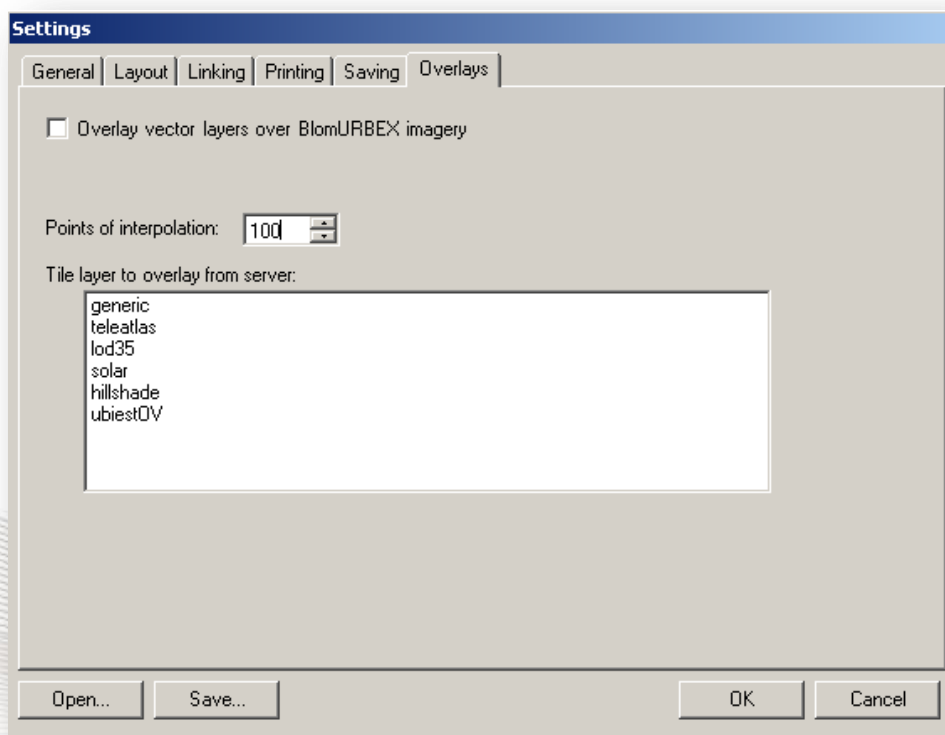 Settings
General Layout Linking Printing Saving Overlays
Overlay vector layers over BlomURBEX imagery
Points of interpolation: 100
Tile layer to overlay from server:
generic
teleatlas
lod35
solar
hillshade
ubiestOV
Open... Save... OK Cancel